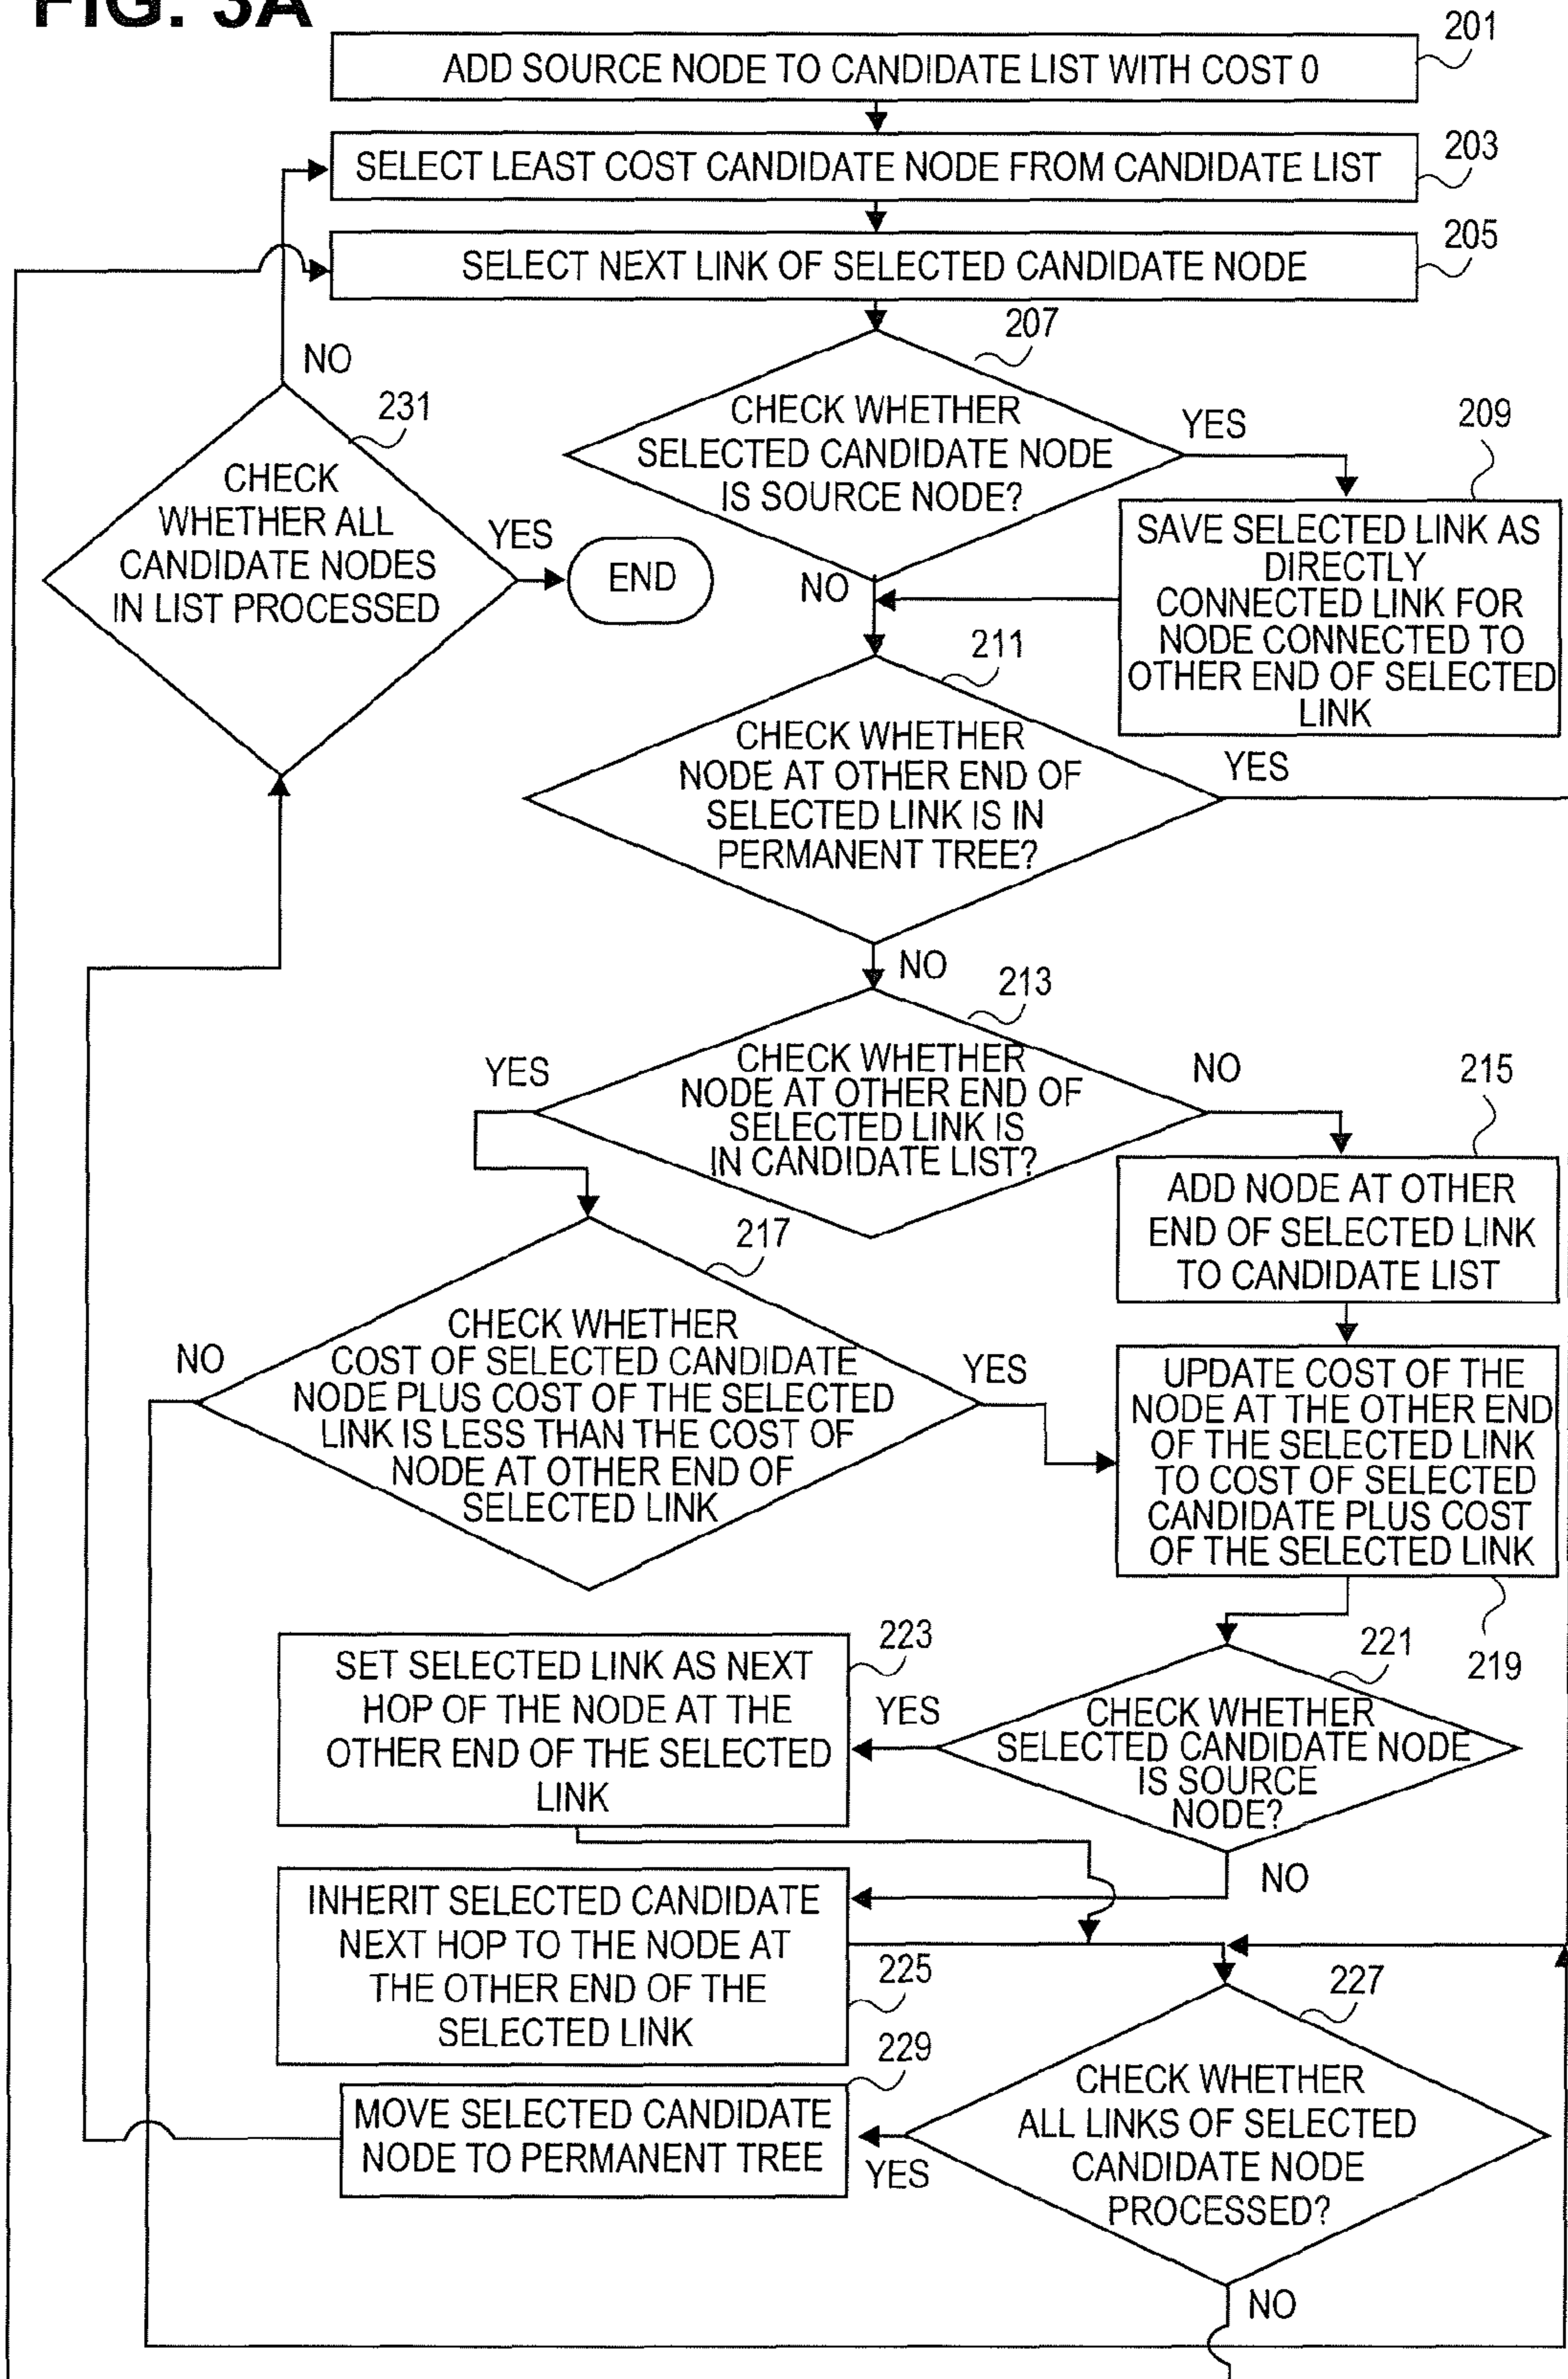 FIG. 3A
201
ADD SOURCE NODE TO CANDIDATE LIST WITH COST 0
203
SELECT LEAST COST CANDIDATE NODE FROM CANDIDATE LIST
205
SELECT NEXT LINK OF SELECTED CANDIDATE NODE
207
CHECK WHETHER
SELECTED CANDIDATE NODE
IS SOURCE NODE?
YES
NO
209
SAVE SELECTED LINK AS
DIRECTLY
CONNECTED LINK FOR
NODE CONNECTED TO
OTHER END OF SELECTED
LINK
NO
231
CHECK
WHETHER ALL
CANDIDATE NODES
IN LIST PROCESSED
YES
END
211
CHECK WHETHER
NODE AT OTHER END OF
SELECTED LINK IS IN
PERMANENT TREE?
YES
NO
213
CHECK WHETHER
NODE AT OTHER END OF
SELECTED LINK IS
IN CANDIDATE LIST?
YES
NO
215
ADD NODE AT OTHER
END OF SELECTED LINK
TO CANDIDATE LIST
217
CHECK WHETHER
COST OF SELECTED CANDIDATE
NODE PLUS COST OF THE SELECTED
LINK IS LESS THAN THE COST OF
NODE AT OTHER END OF
SELECTED LINK
NO
YES
UPDATE COST OF THE
NODE AT THE OTHER END
OF THE SELECTED LINK
TO COST OF SELECTED
CANDIDATE PLUS COST
OF THE SELECTED LINK
219
221
CHECK WHETHER
SELECTED CANDIDATE NODE
IS SOURCE
NODE?
YES
NO
223
SET SELECTED LINK AS NEXT
HOP OF THE NODE AT THE
OTHER END OF THE SELECTED
LINK
INHERIT SELECTED CANDIDATE
NEXT HOP TO THE NODE AT
THE OTHER END OF THE
SELECTED LINK
225
227
CHECK WHETHER
ALL LINKS OF SELECTED
CANDIDATE NODE
PROCESSED?
YES
NO
229
MOVE SELECTED CANDIDATE
NODE TO PERMANENT TREE